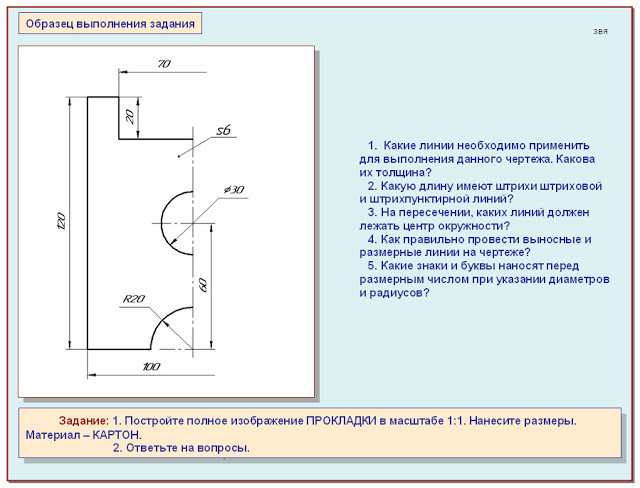 Образец выполнения задания
звя
70
20
s6
⌀30
120
60
R20
100
1. Какие линии необходимо применить
для выполнения данного чертежа. Какова
их толщина?
2. Какую длину имеют штрихи штриховой
и штрихпунктирной линий?
3. На пересечении, каких линий должен
лежать центр окружности?
4. Как правильно провести выносные и
размерные линии на чертеже?
5. Какие знаки и буквы наносят перед
размерным числом при указании диаметров
и радиусов?
Задание: 1. Постройте полное изображение ПРОКЛАДКИ в масштабе 1:1. Нанесите размеры.
Материал – КАРТОН.
2. Ответьте на вопросы.